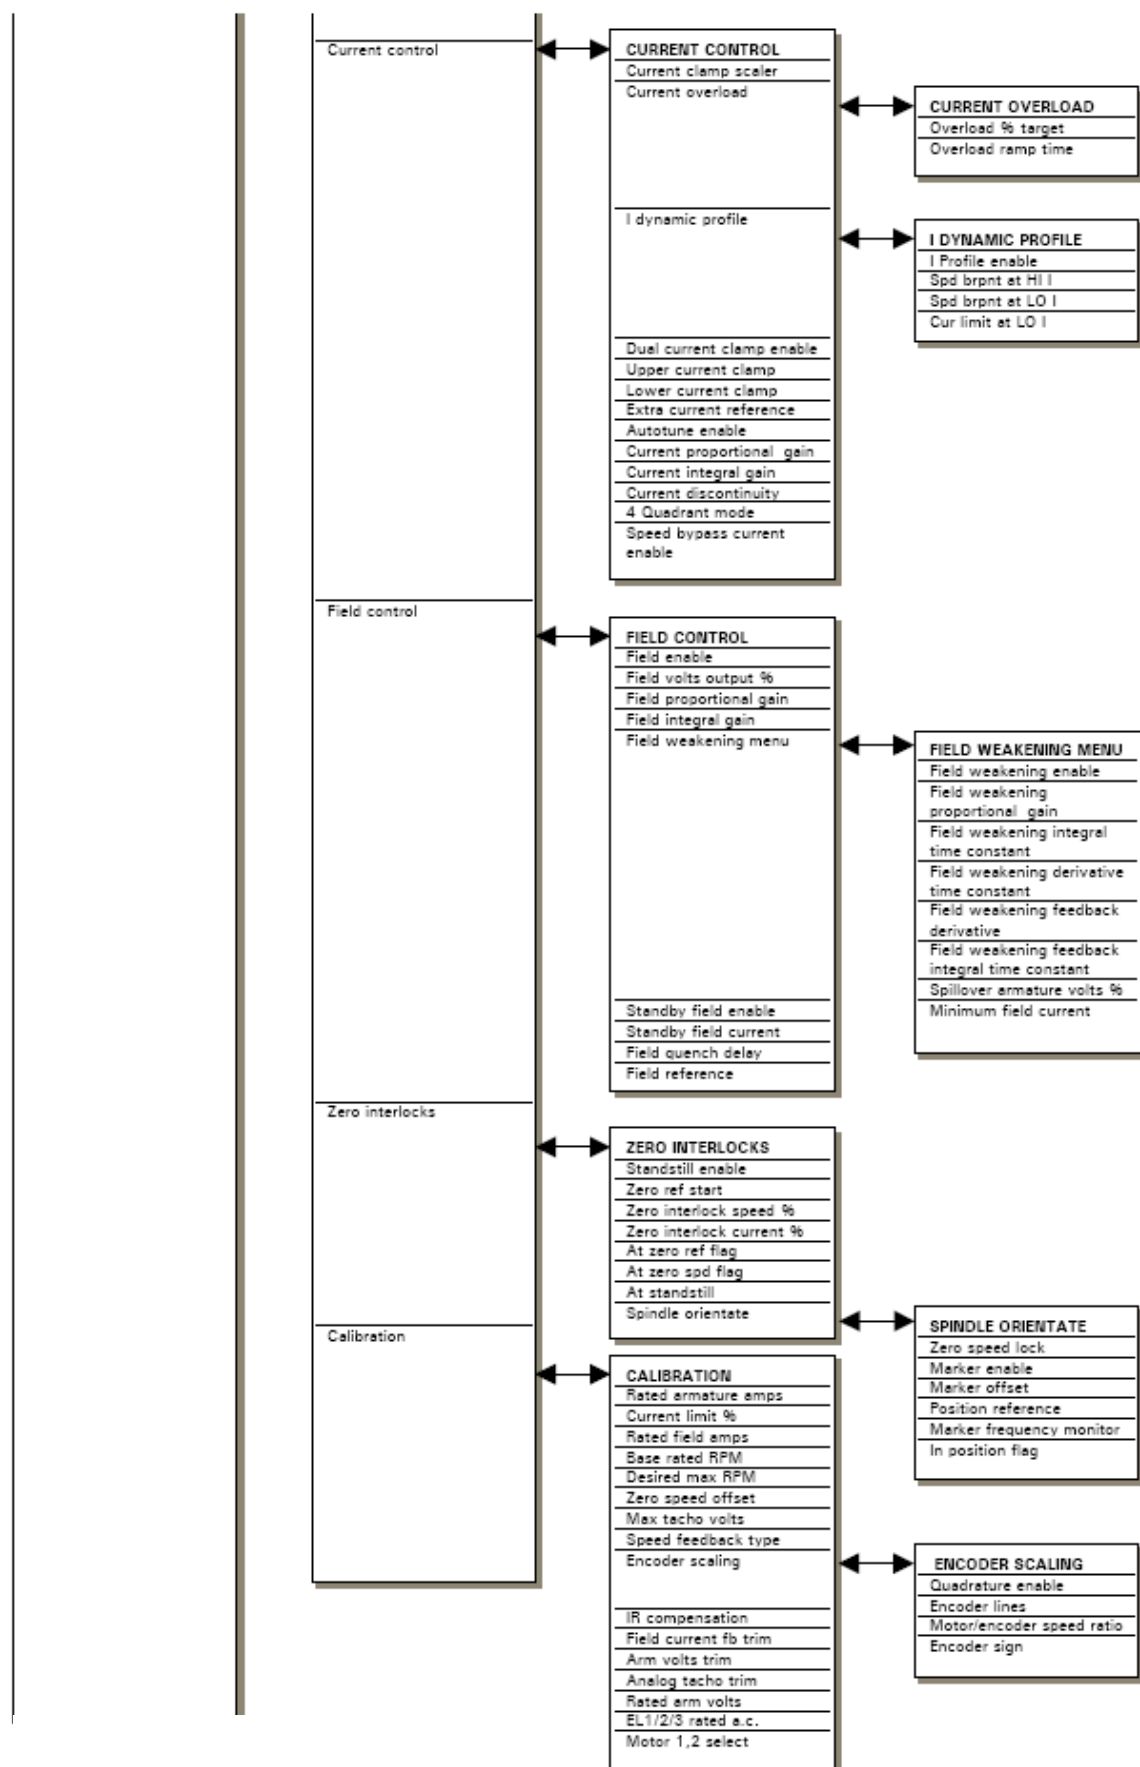 Current control
CURRENT CONTROL
Current clamp scaler
Current overload
CURRENT OVERLOAD
Overload % target
Overload ramp time
I dynamic profile
I DYNAMIC PROFILE
I Profile enable
Spd brpnt at HI I
Spd brpnt at LO I
Cur limit at LO I
Dual current clamp enable
Upper current clamp
Lower current clamp
Extra current reference
Autotune enable
Current proportional gain
Current integral gain
Current discontinuity
4 Quadrant mode
Speed bypass current
enable
Field control
FIELD CONTROL
Field enable
Field volts output %
Field proportional gain
Field integral gain
Field weakening menu
FIELD WEAKENING MENU
Field weakening enable
Field weakening
proportional gain
Field weakening integral
time constant
Field weakening derivative
time constant
Field weakening feedback
derivative
Field weakening feedback
integral time constant
Spillover armature volts %
Minimum field current
Standby field enable
Standby field current
Field quench delay
Field reference
Zero interlocks
ZERO INTERLOCKS
Standstill enable
Zero ref start
Zero interlock speed %
Zero interlock current %
At zero ref flag
At zero spd flag
At standstill
Spindle orientate
SPINDLE ORIENTATE
Zero speed lock
Marker enable
Marker offset
Position reference
Marker frequency monitor
In position flag
Calibration
CALIBRATION
Rated armature amps
Current limit %
Rated field amps
Base rated RPM
Desired max RPM
Zero speed offset
Max tacho volts
Speed feedback type
Encoder scaling
ENCODER SCALING
Quadrature enable
Encoder lines
Motor/encoder speed ratio
Encoder sign
IR compensation
Field current fb trim
Arm volts trim
Analog tacho trim
Rated arm volts
EL1/2/3 rated a.c.
Motor 1,2 select